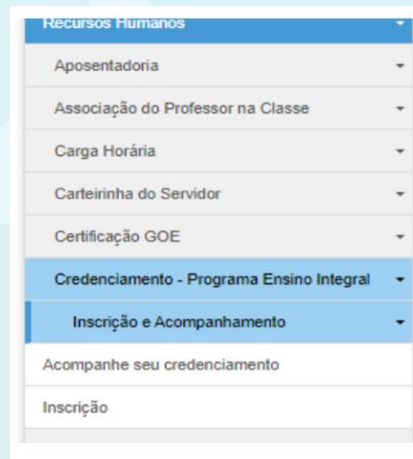 Recursos Humanos
Aposentadoria
Associação do Professor na Classe
Carga Horária
Carteirinha do Servidor
Certificação GOE
Credenciamento - Programa Ensino Integral
Inscrição e Acompanhamento
Acompanhe seu credenciamento
Inscrição